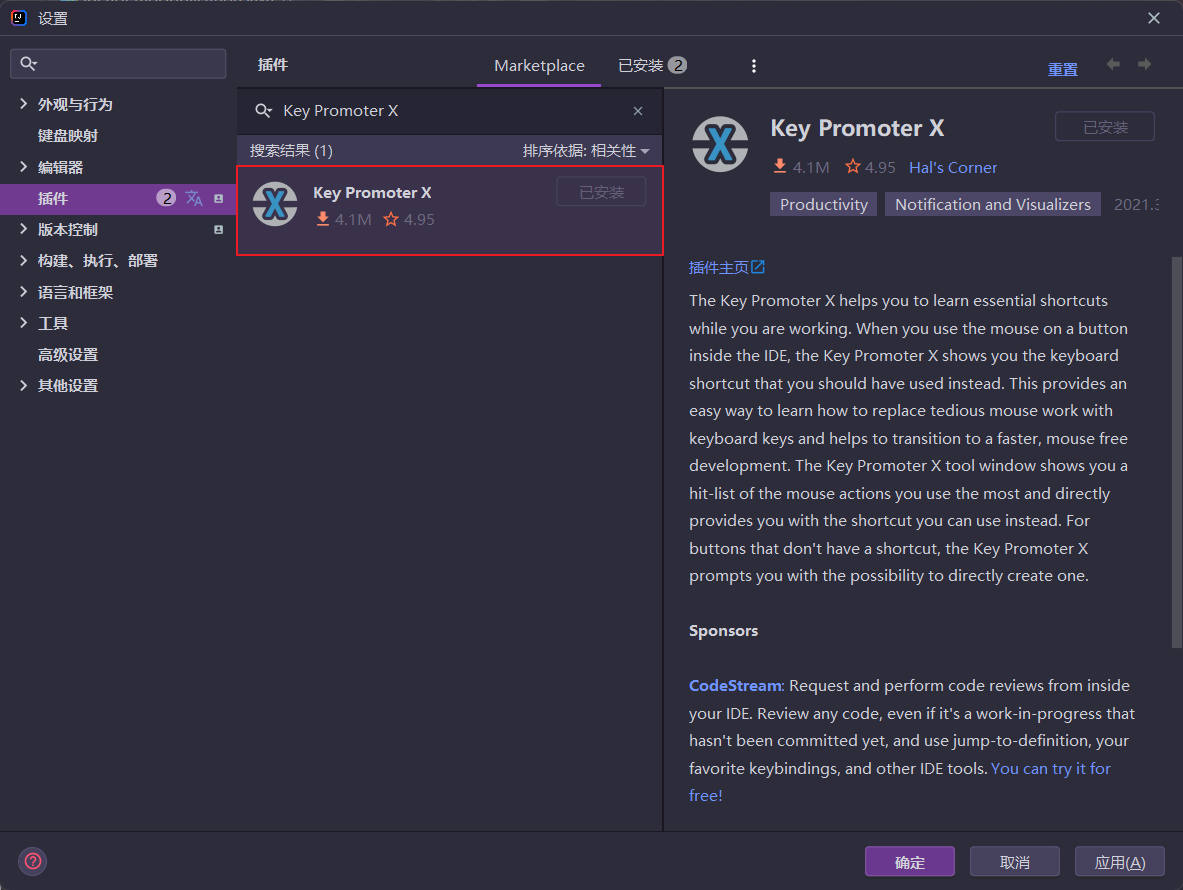 设置
插件
Marketplace
已安装 2
重置
外观与行为
键盘映射
编辑器
插件 2
版本控制
构建、执行、部署
语言和框架
工具
高级设置
其他设置
Key Promoter X
搜索结果 (1)
排序依据: 相关性
Key Promoter X
已安装
4.1M 4.95
Key Promoter X
已安装
4.1M 4.95 Hal's Corner
Productivity Notification and Visualizers
插件主页
The Key Promoter X helps you to learn essential shortcuts
while you are working. When you use the mouse on a button
inside the IDE, the Key Promoter X shows you the keyboard
shortcut that you should have used instead. This provides an
easy way to learn how to replace tedious mouse work with
keyboard keys and helps to transition to a faster, mouse free
development. The Key Promoter X tool window shows you a
hit-list of the mouse actions you use the most and directly
provides you with the shortcut you can use instead. For
buttons that don't have a shortcut, the Key Promoter X
prompts you with the possibility to directly create one.
Sponsors
CodeStream: Request and perform code reviews from inside
your IDE. Review any code, even if it's a work-in-progress that
hasn't been committed yet, and use jump-to-definition, your
favorite keybindings, and other IDE tools. You can try it for
free!
确定
取消
应用(A)